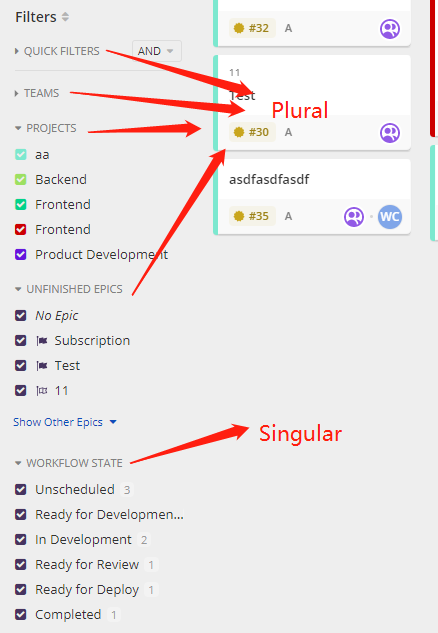 Filters
QUICK FILTERS
AND
TEAMS
PROJECTS
aa
Backend
Frontend
Frontend
Product Development
UNFINISHED EPICS
No Epic
Subscription
Test
11
Show Other Epics
WORKFLOW STATE
Unscheduled 3
Ready for Developmen...
In Development 2
Ready for Review 1
Ready for Deploy 1
Completed 1
#32 A
11
Test
Plural
#30 A
asdfasdfasdf
#35 A
WC
Singular